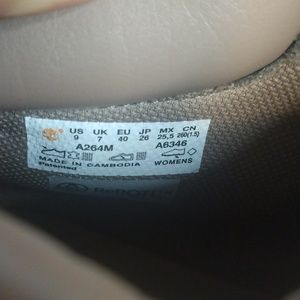 US UK EU JP MX CN
9 7 40 26 25,5 260(1.5)
A264M A6346
MADE IN CAMBODIA WOMENS
Patented